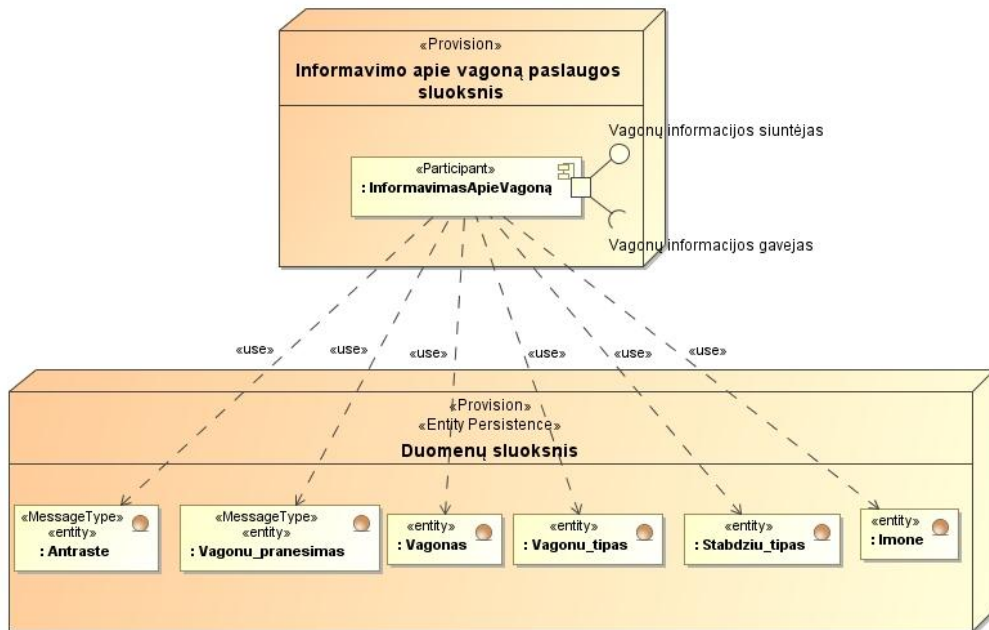 «Provision»
Informavimo apie vagoną paslaugos
sluoksnis
Vagonų informacijos siuntėjas
«Participant»
: InformavimasApieVagoną
Vagonų informacijos gavejas
«use» «use» «use» «use» «use» «use»
«Provision»
«Entity Persistence»
Duomenų sluoksnis
«MessageType»
«entity»
: Antraste
«MessageType»
«entity»
: Vagonu_pranesimas
«entity»
: Vagonas
«entity»
: Vagonu_tipas
«entity»
: Stabdziu_tipas
«entity»
: Imone